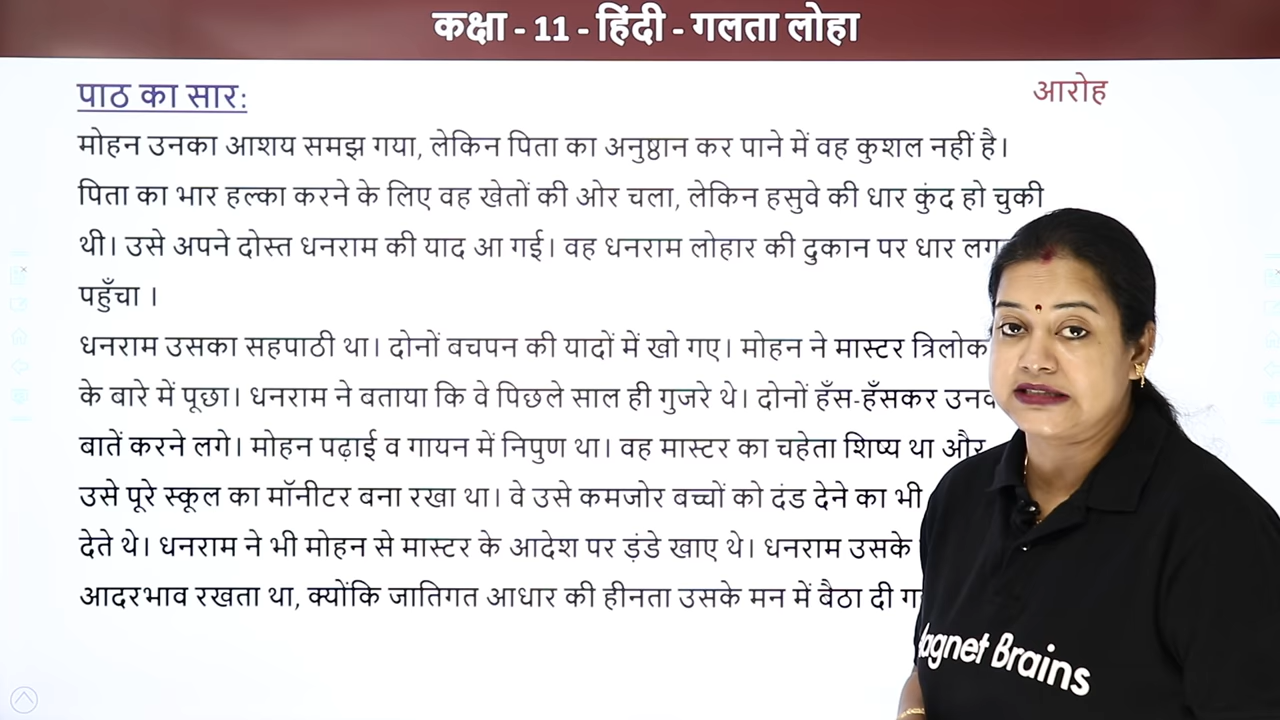 कक्षा - 11 - हिंदी - गलता लोहा
पाठ का सार:
आरोह
मोहन उनका आशय समझ गया, लेकिन पिता का अनुष्ठान कर पाने में वह कुशल नहीं है।
पिता का भार हल्का करने के लिए वह खेतों की ओर चला, लेकिन हसुवे की धार कुंद हो चुकी
थी। उसे अपने दोस्त धनराम की याद आ गई। वह धनराम लोहार की दुकान पर धार
पहुँचा ।
धनराम उसका सहपाठी था। दोनों बचपन की यादों में खो गए। मोहन ने मास्टर त्रिलोक
के बारे में पूछा। धनराम ने वताया कि वे पिछले साल ही गुजरे थे। दोनों हँस-हँसकर
बातें करने लगे। मोहन पढ़ाई व गायन में निपुण था। वह मास्टर का चहेता शिष्य था और
उसे पूरे स्कूल का मॉनीटर वना रखा था। वे उसे कमजोर बच्चों को दंड देने का भी
देते थे। धनराम ने भी मोहन से मास्टर के आदेश पर ड़ंडे खाए थे। धनराम उसके
आदरभाव रखता था, क्योंकि जातिगत आधार की हीनता उसके मन में बैठा दी
agnet Brains